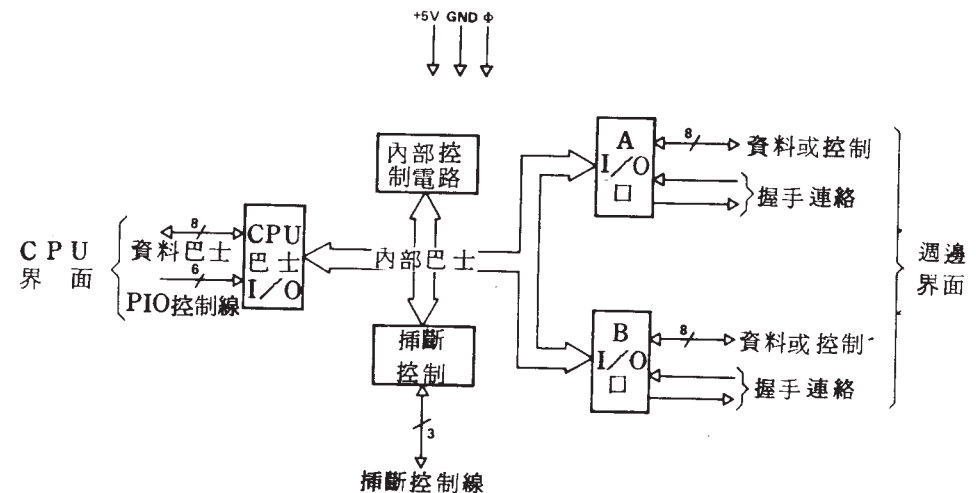 +5V GND Φ
內部控
制電路
A
I/O
口
8
資料或控制
握手連絡
CPU
界面
8
資料巴士
6
PIO控制線
CPU
巴士
I/O
內部巴士
週邊
界面
插斷
控制
B
I/O
口
8
資料或控制
握手連絡
3
插斷控制線